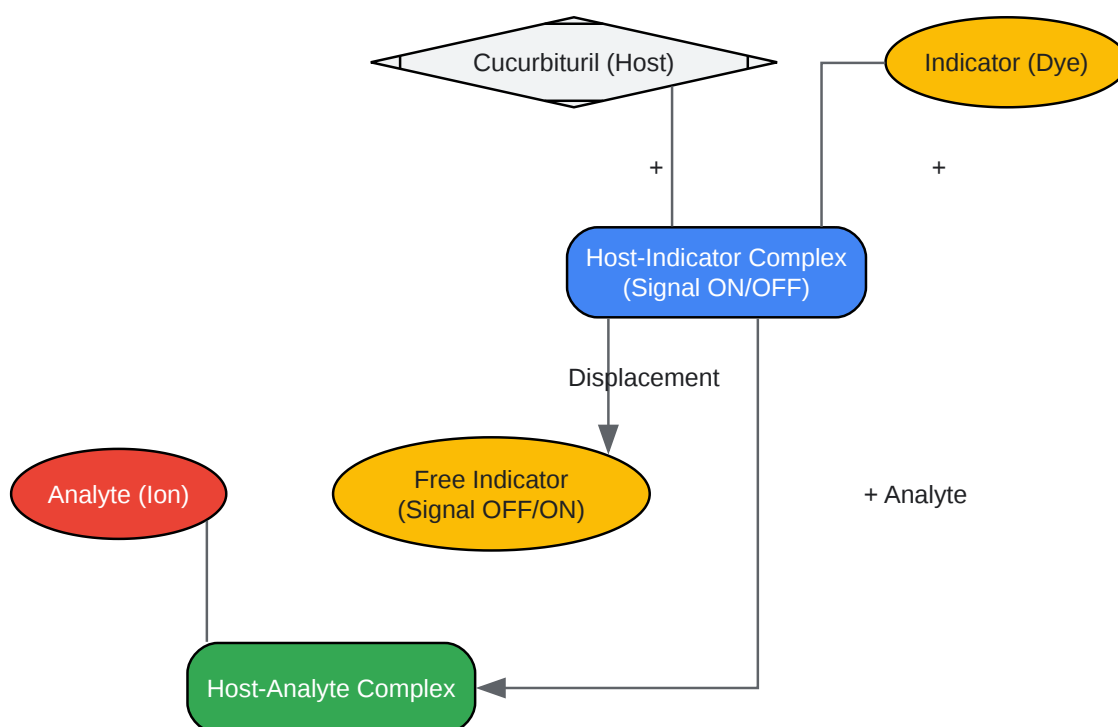 Cucurbituril (Host)
Indicator (Dye)
+
+
Host-Indicator Complex
(Signal ON/OFF)
Displacement
Analyte (Ion)
Free Indicator
(Signal OFF/ON)
+ Analyte
Host-Analyte Complex